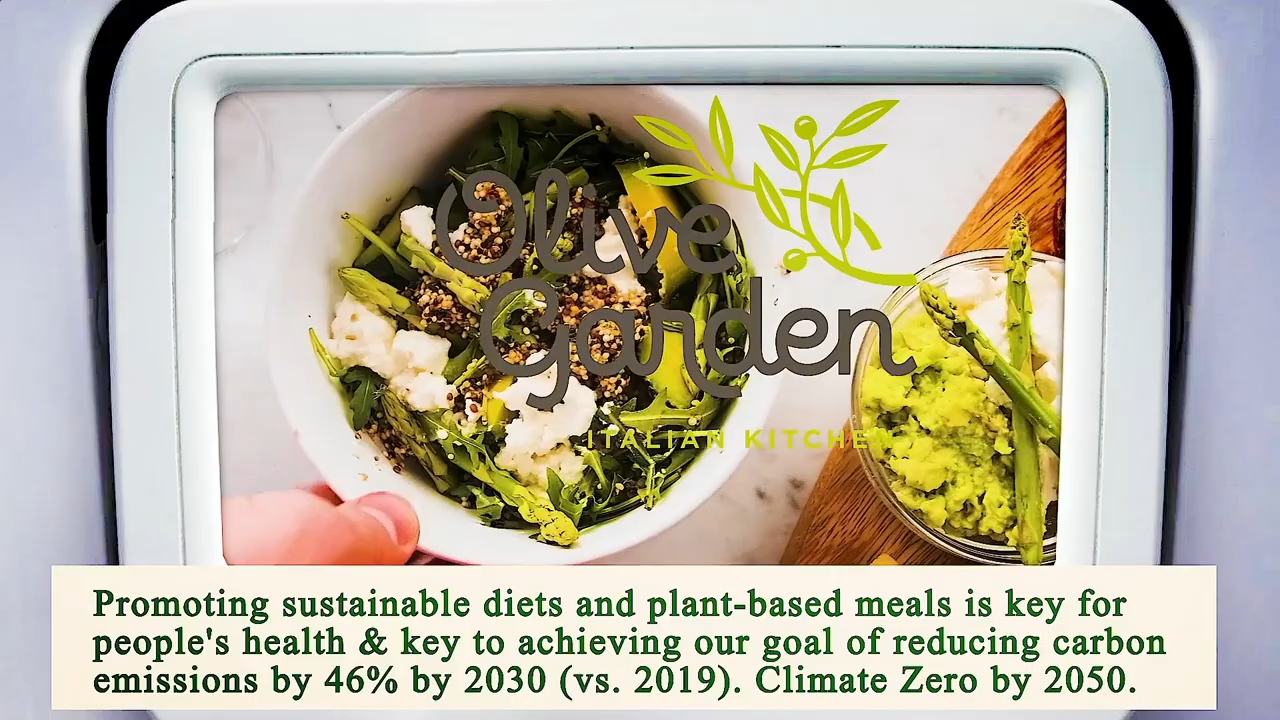 Olive
Garden
ITALIAN KITCHEN
Promoting sustainable diets and plant-based meals is key for
people's health & key to achieving our goal of reducing carbon
emissions by 46% by 2030 (vs. 2019). Climate Zero by 2050.